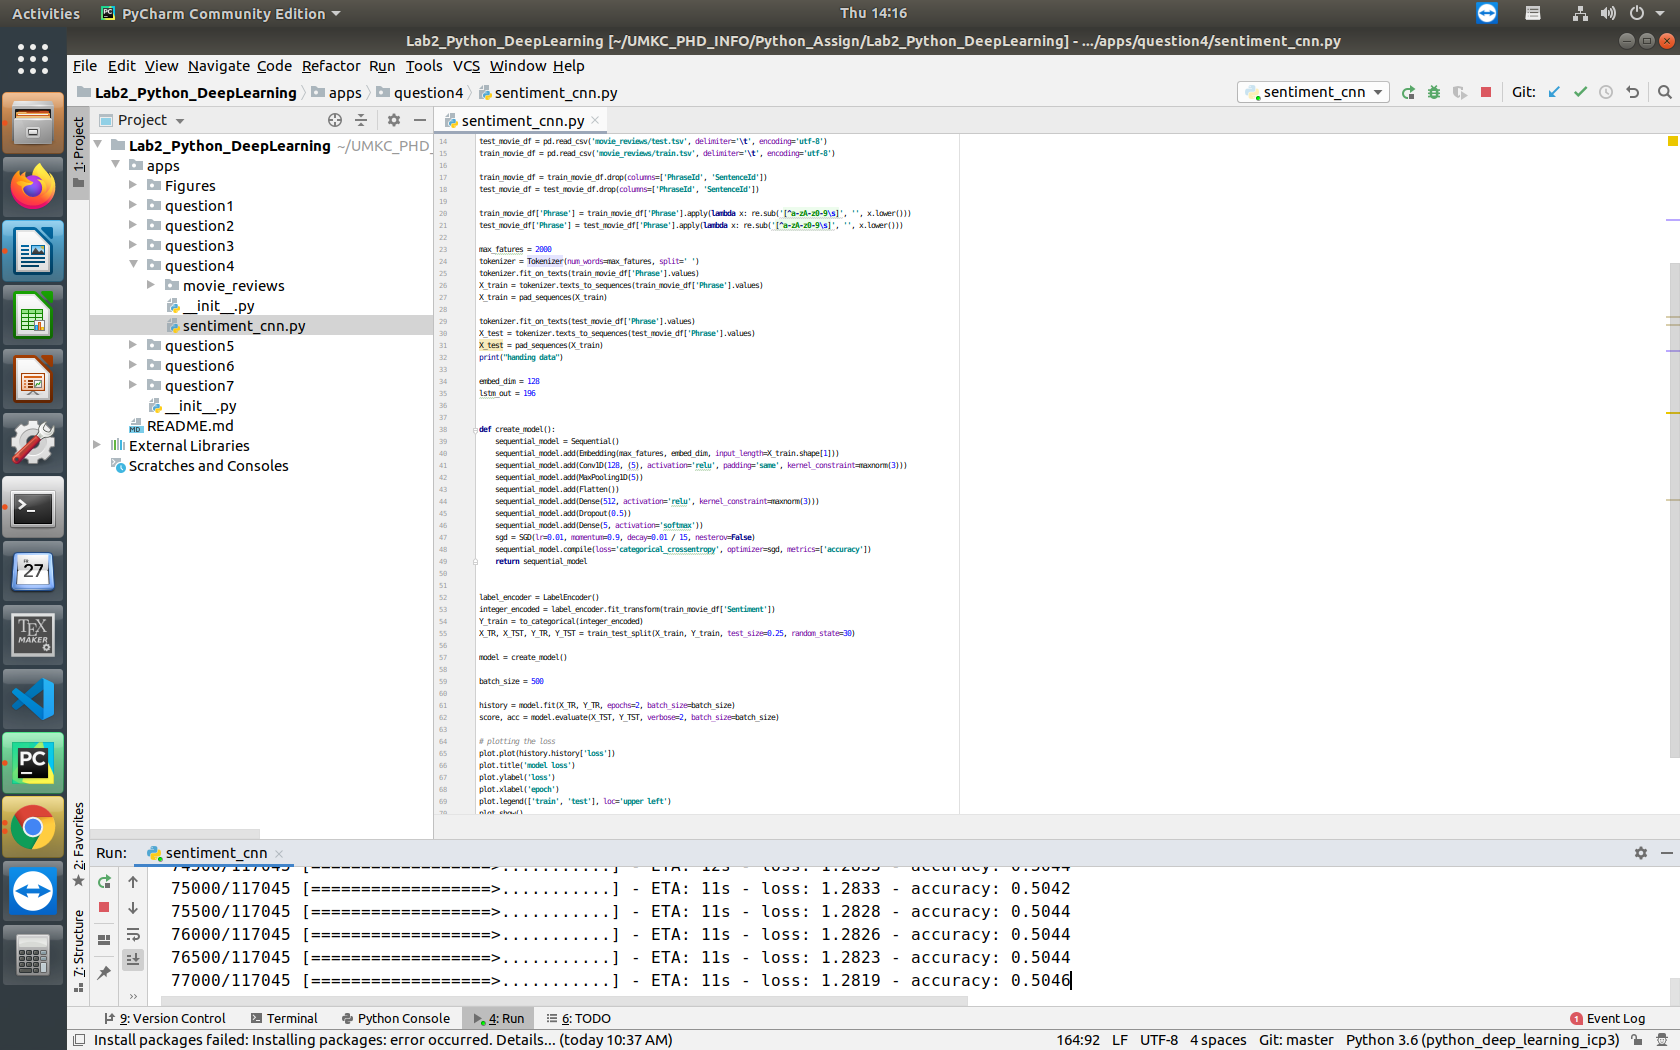 Activities PyCharm Community Edition Thu 14:16
Lab2_Python_DeepLearning [~/UMKC_PHD_INFO/Python_Assign/Lab2_Python_DeepLearning] - .../apps/question4/sentiment_cnn.py
File Edit View Navigate Code Refactor Run Tools VCS Window Help
Lab2_Python_DeepLearning apps question4 sentiment_cnn.py sentiment_cnn Git:
1: Project
Project
Lab2_Python_DeepLearning ~/UMKC_PHD_
apps
Figures
question1
question2
question3
question4
movie_reviews
__init__.py
sentiment_cnn.py
question5
question6
question7
__init__.py
README.md
External Libraries
Scratches and Consoles
sentiment_cnn.py
14 test_movie_df = pd.read_csv('movie_reviews/test.tsv', delimiter='\t', encoding='utf-8')
15 train_movie_df = pd.read_csv('movie_reviews/train.tsv', delimiter='\t', encoding='utf-8')
16
17 train_movie_df = train_movie_df.drop(columns=['PhraseId', 'SentenceId'])
18 test_movie_df = test_movie_df.drop(columns=['PhraseId', 'SentenceId'])
19
20 train_movie_df['Phrase'] = train_movie_df['Phrase'].apply(lambda x: re.sub('[^a-zA-z0-9\s]', '', x.lower()))
21 test_movie_df['Phrase'] = test_movie_df['Phrase'].apply(lambda x: re.sub('[^a-zA-z0-9\s]', '', x.lower()))
22
23 max_fatures = 2000
24 tokenizer = Tokenizer(num_words=max_fatures, split=' ')
25 tokenizer.fit_on_texts(train_movie_df['Phrase'].values)
26 X_train = tokenizer.texts_to_sequences(train_movie_df['Phrase'].values)
27 X_train = pad_sequences(X_train)
28
29 tokenizer.fit_on_texts(test_movie_df['Phrase'].values)
30 X_test = tokenizer.texts_to_sequences(test_movie_df['Phrase'].values)
31 X_test = pad_sequences(X_train)
32 print("handing data")
33
34 embed_dim = 128
35 lstm_out = 196
36
37
38 def create_model():
39 sequential_model = Sequential()
40 sequential_model.add(Embedding(max_fatures, embed_dim, input_length=X_train.shape[1]))
41 sequential_model.add(Conv1D(128, (5), activation='relu', padding='same', kernel_constraint=maxnorm(3)))
42 sequential_model.add(MaxPooling1D(5))
43 sequential_model.add(Flatten())
44 sequential_model.add(Dense(512, activation='relu', kernel_constraint=maxnorm(3)))
45 sequential_model.add(Dropout(0.5))
46 sequential_model.add(Dense(5, activation='softmax'))
47 sgd = SGD(lr=0.01, momentum=0.9, decay=0.01 / 15, nesterov=False)
48 sequential_model.compile(loss='categorical_crossentropy', optimizer=sgd, metrics=['accuracy'])
49 return sequential_model
50
51
52 label_encoder = LabelEncoder()
53 integer_encoded = label_encoder.fit_transform(train_movie_df['Sentiment'])
54 Y_train = to_categorical(integer_encoded)
55 X_TR, X_TST, Y_TR, Y_TST = train_test_split(X_train, Y_train, test_size=0.25, random_state=30)
56
57 model = create_model()
58
59 batch_size = 500
60
61 history = model.fit(X_TR, Y_TR, epochs=2, batch_size=batch_size)
62 score, acc = model.evaluate(X_TST, Y_TST, verbose=2, batch_size=batch_size)
63
64 # plotting the loss
65 plot.plot(history.history['loss'])
66 plot.title('model loss')
67 plot.ylabel('loss')
68 plot.xlabel('epoch')
69 plot.legend(['train', 'test'], loc='upper left')
70 plot.show()
27
TEX
MAKER
PC
2: Favorites
7: Structure
Run: sentiment_cnn
74500/117045 [==================>...........] - ETA: 12s - loss: 1.2835 - accuracy: 0.5044
75000/117045 [==================>...........] - ETA: 11s - loss: 1.2833 - accuracy: 0.5042
75500/117045 [==================>...........] - ETA: 11s - loss: 1.2828 - accuracy: 0.5044
76000/117045 [==================>...........] - ETA: 11s - loss: 1.2826 - accuracy: 0.5044
76500/117045 [==================>...........] - ETA: 11s - loss: 1.2823 - accuracy: 0.5044
77000/117045 [==================>...........] - ETA: 11s - loss: 1.2819 - accuracy: 0.5046
9: Version Control Terminal Python Console 4: Run 6: TODO 1 Event Log
Install packages failed: Installing packages: error occurred. Details... (today 10:37 AM) 164:92 LF UTF-8 4 spaces Git: master Python 3.6 (python_deep_learning_icp3)